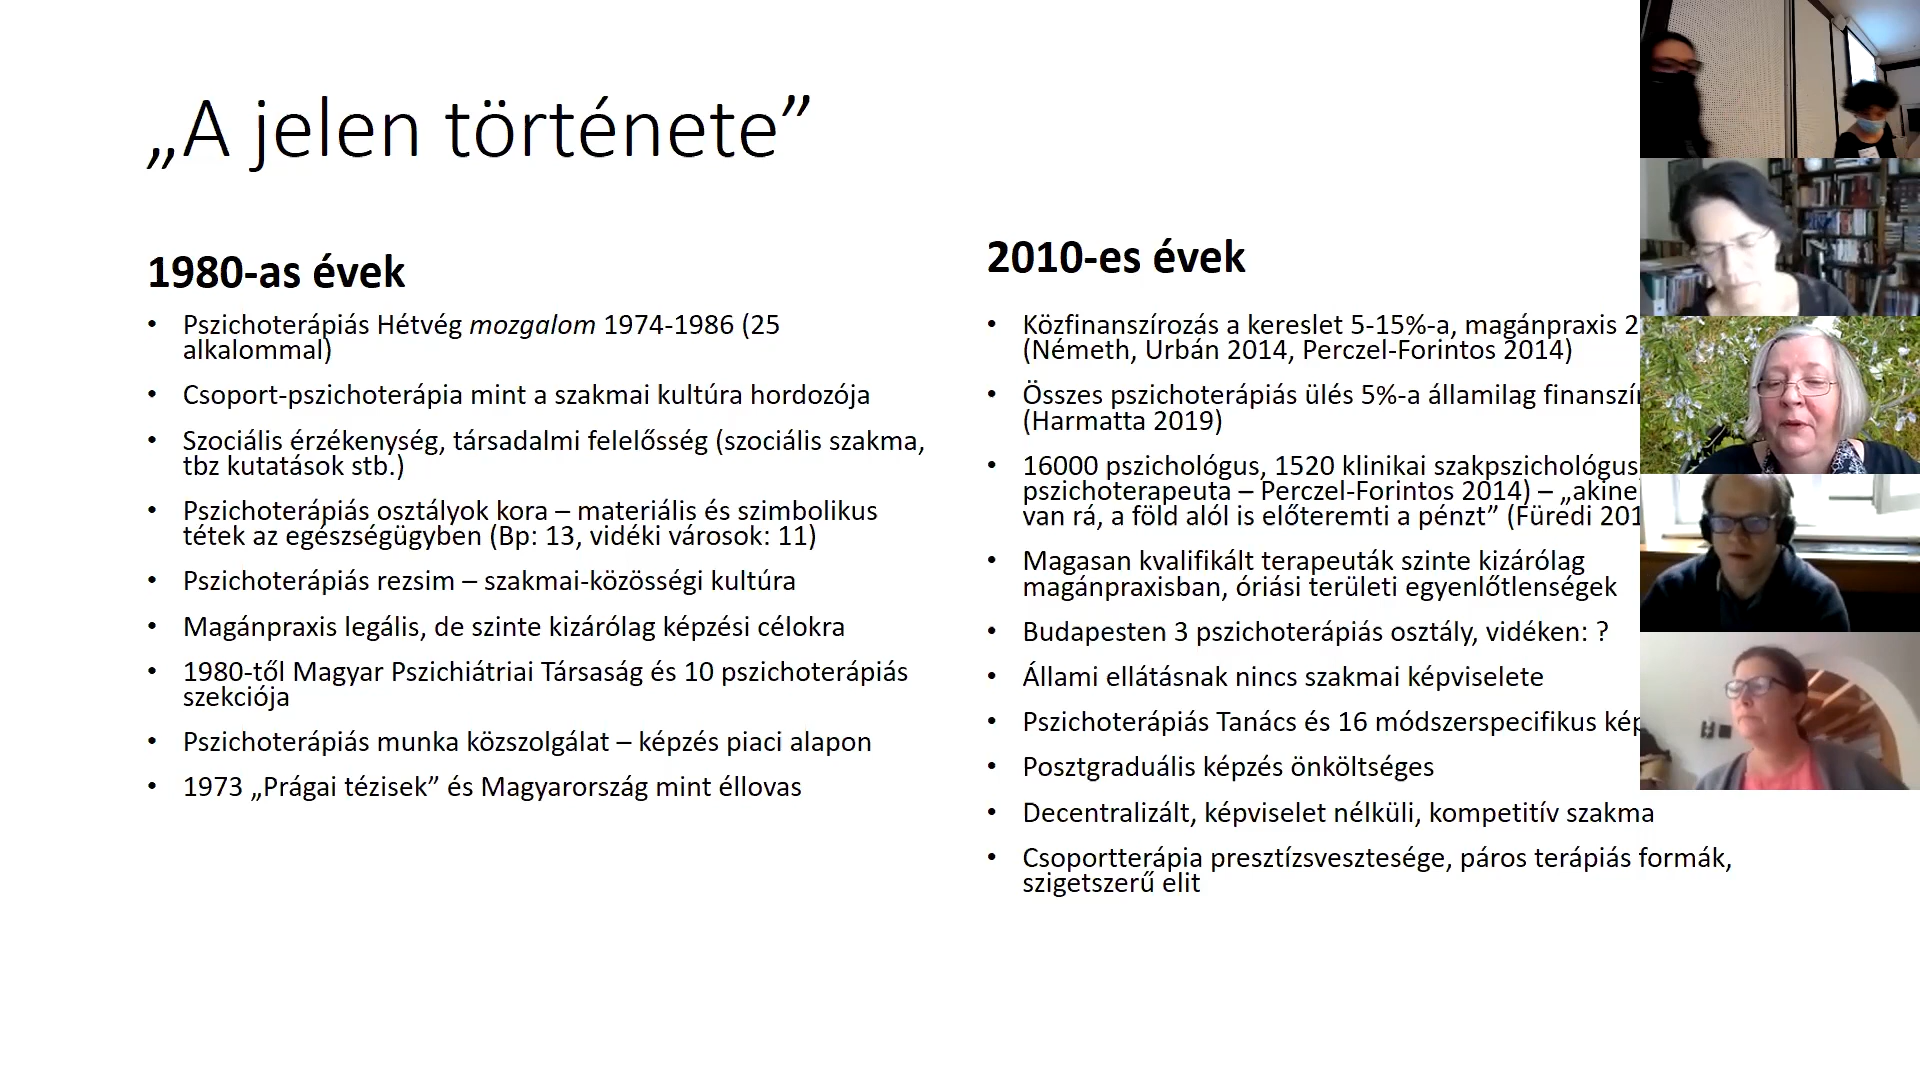 „A jelen története”
1980-as évek
• Pszichoterápiás Hétvég mozgalom 1974-1986 (25
alkalommal)
• Csoport-pszichoterápia mint a szakmai kultúra hordozója
• Szociális érzékenység, társadalmi felelősség (szociális szakma,
tbz kutatások stb.)
• Pszichoterápiás osztályok kora – materiális és szimbolikus
tétek az egészségügyben (Bp: 13, vidéki városok: 11)
• Pszichoterápiás rezsim – szakmai-közösségi kultúra
• Magánpraxis legális, de szinte kizárólag képzési célokra
• 1980-től Magyar Pszichiátriai Társaság és 10 pszichoterápiás
szekciója
• Pszichoterápiás munka közszolgálat – képzés piaci alapon
• 1973 „Prágai tézisek” és Magyarország mint éllovas
2010-es évek
• Közfinanszírozás a kereslet 5-15%-a, magánpraxis
(Németh, Urbán 2014, Perczel-Forintos 2014)
• Összes pszichoterápiás ülés 5%-a államilag
(Harmatta 2019)
• 16000 pszichológus, 1520 klinikai szakpszichológus,
pszichoterapeuta – Perczel-Forintos 2014) –
van rá, a föld alól is előteremti a pénzt” (Füredi
• Magasan kvalifikált terapeuták szinte kizárólag
magánpraxisban, óriási területi egyenlőtlenségek
• Budapesten 3 pszichoterápiás osztály, vidéken: ?
• Állami ellátásnak nincs szakmai képviselete
• Pszichoterápiás Tanács és 16 módszerspecifikus
• Posztgraduális képzés önköltséges
• Decentralizált, képviselet nélküli, kompetitív szakma
• Csoportterápia presztízsvesztesége, páros terápiás formák,
szigetszerű elit